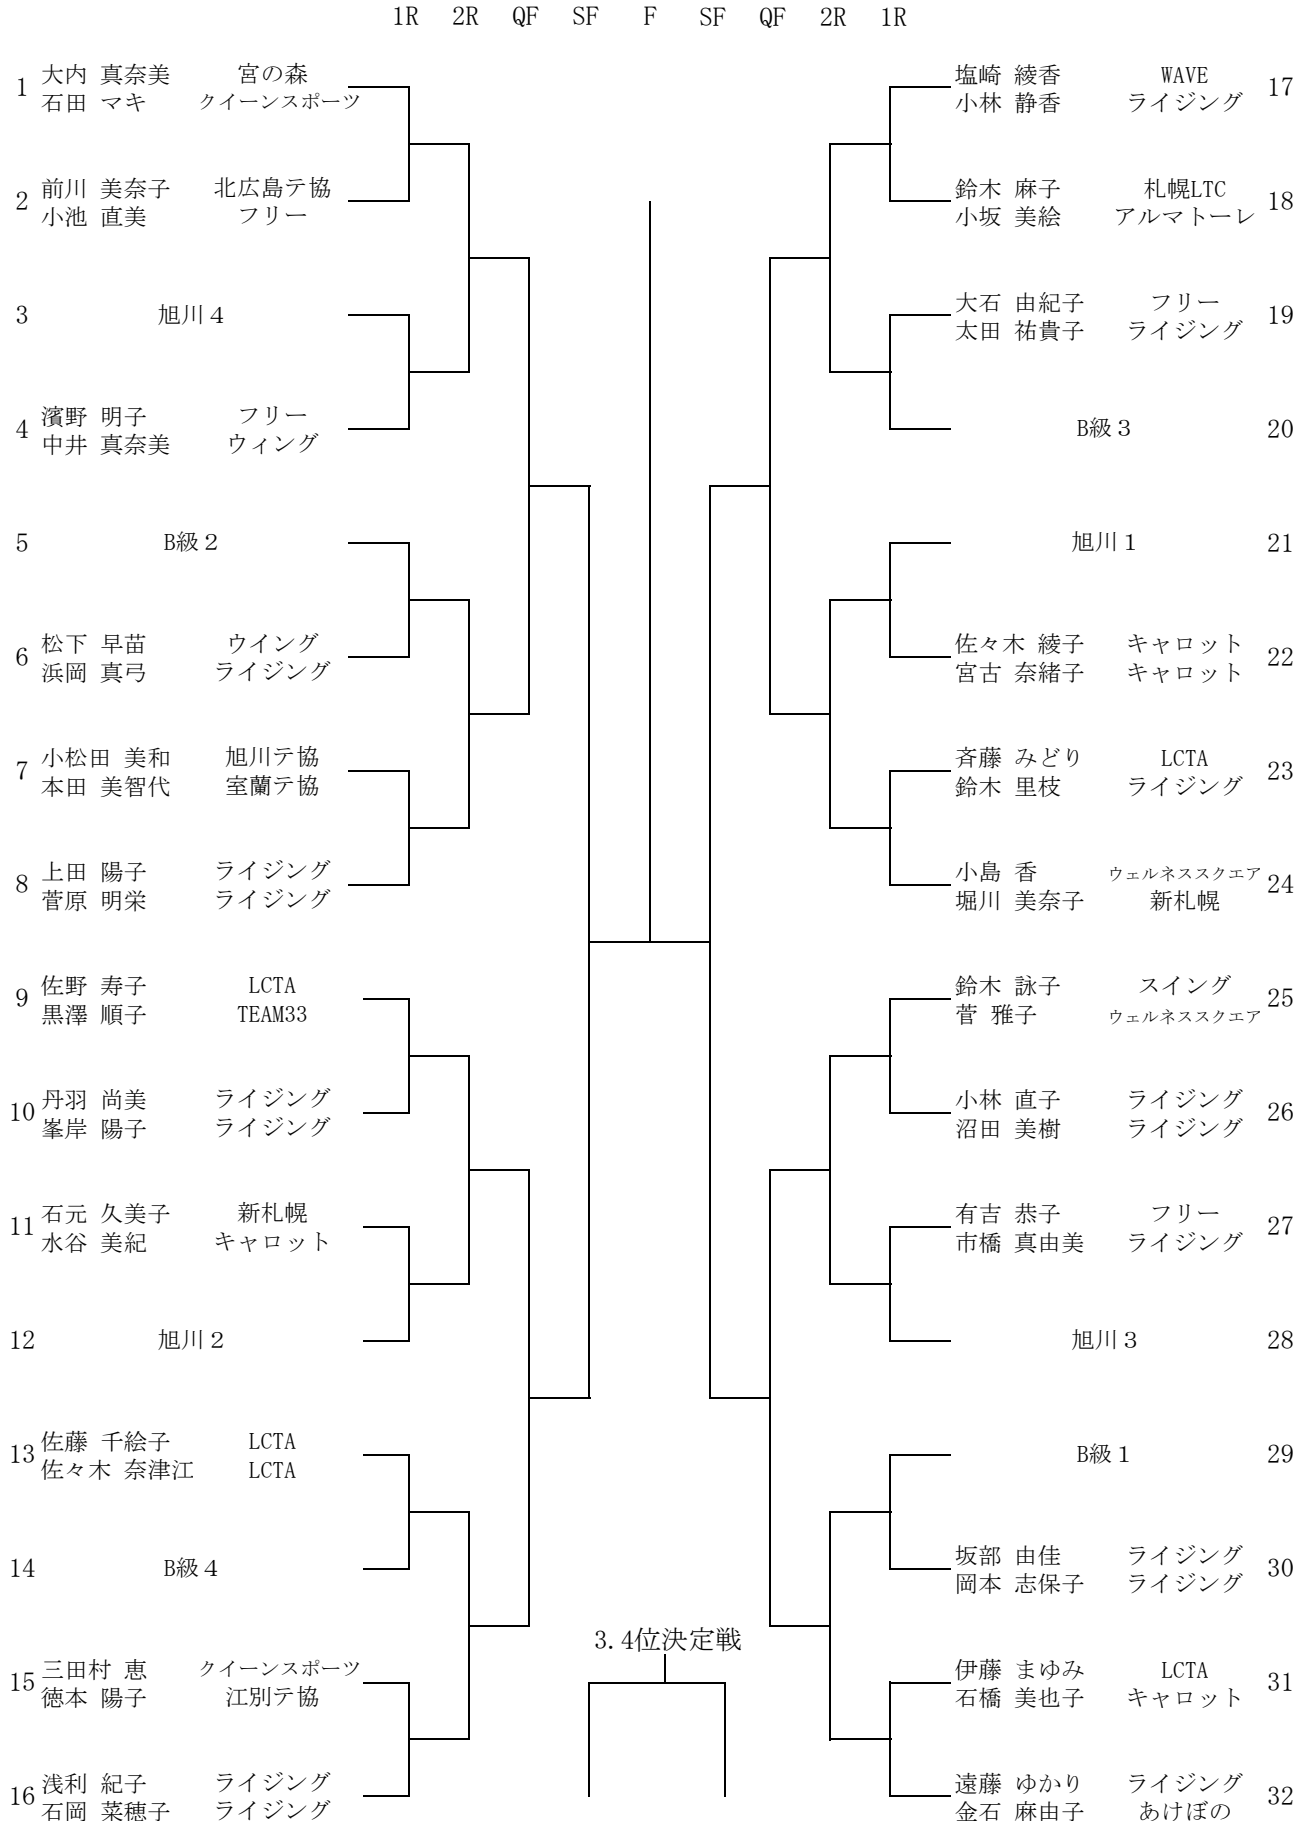 1R 2R QF SF F SF QF 2R 1R
1 大内 真奈美 宮の森
石田 マキ クイーンスポーツ
2 前川 美奈子 北広島テ協
小池 直美 フリー
3 旭川４
4 濱野 明子 フリー
中井 真奈美 ウィング
5 B級２
6 松下 早苗 ウイング
浜岡 真弓 ライジング
7 小松田 美和 旭川テ協
本田 美智代 室蘭テ協
8 上田 陽子 ライジング
菅原 明栄 ライジング
9 佐野 寿子 LCTA
黒澤 順子 TEAM33
10 丹羽 尚美 ライジング
峯岸 陽子 ライジング
11 石元 久美子 新札幌
水谷 美紀 キャロット
12 旭川２
13 佐藤 千絵子 LCTA
佐々木 奈津江 LCTA
14 B級４
15 三田村 恵 クイーンスポーツ
徳本 陽子 江別テ協
16 浅利 紀子 ライジング
石岡 菜穂子 ライジング
塩崎 綾香 WAVE 17
小林 静香 ライジング
鈴木 麻子 札幌LTC 18
小坂 美絵 アルマトーレ
大石 由紀子 フリー 19
太田 祐貴子 ライジング
B級３ 20
旭川１ 21
佐々木 綾子 キャロット 22
宮古 奈緒子 キャロット
斉藤 みどり LCTA 23
鈴木 里枝 ライジング
小島 香 ウェルネススクエア 24
堀川 美奈子 新札幌
鈴木 詠子 スイング 25
菅 雅子 ウェルネススクエア
小林 直子 ライジング 26
沼田 美樹 ライジング
有吉 恭子 フリー 27
市橋 真由美 ライジング
旭川３ 28
B級１ 29
坂部 由佳 ライジング 30
岡本 志保子 ライジング
伊藤 まゆみ LCTA 31
石橋 美也子 キャロット
遠藤 ゆかり ライジング 32
金石 麻由子 あけぼの
3.4位決定戦